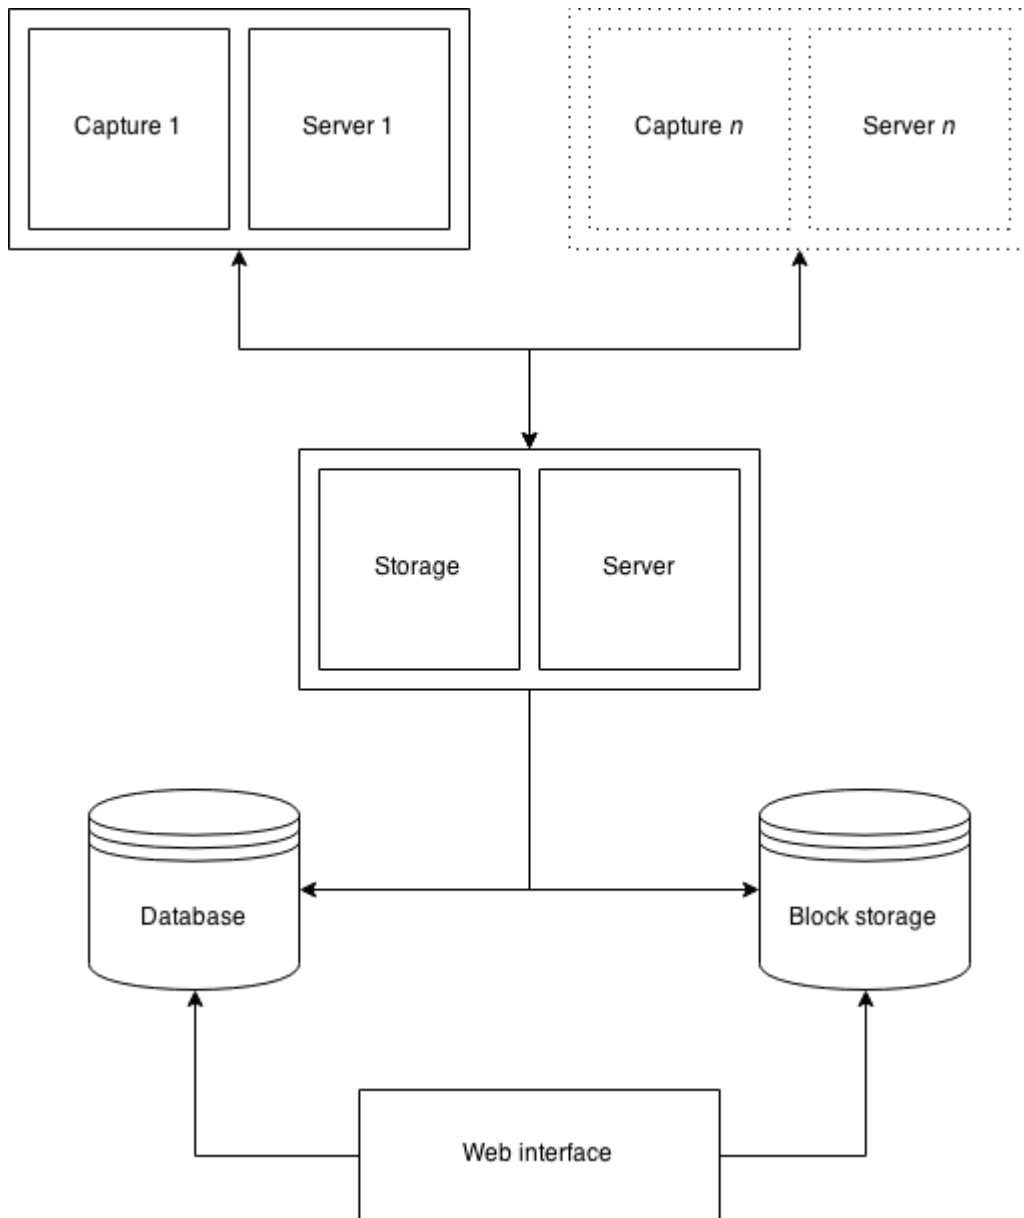 Capture 1
Server 1
Capture n
Server n
Storage
Server
Database
Block storage
Web interface